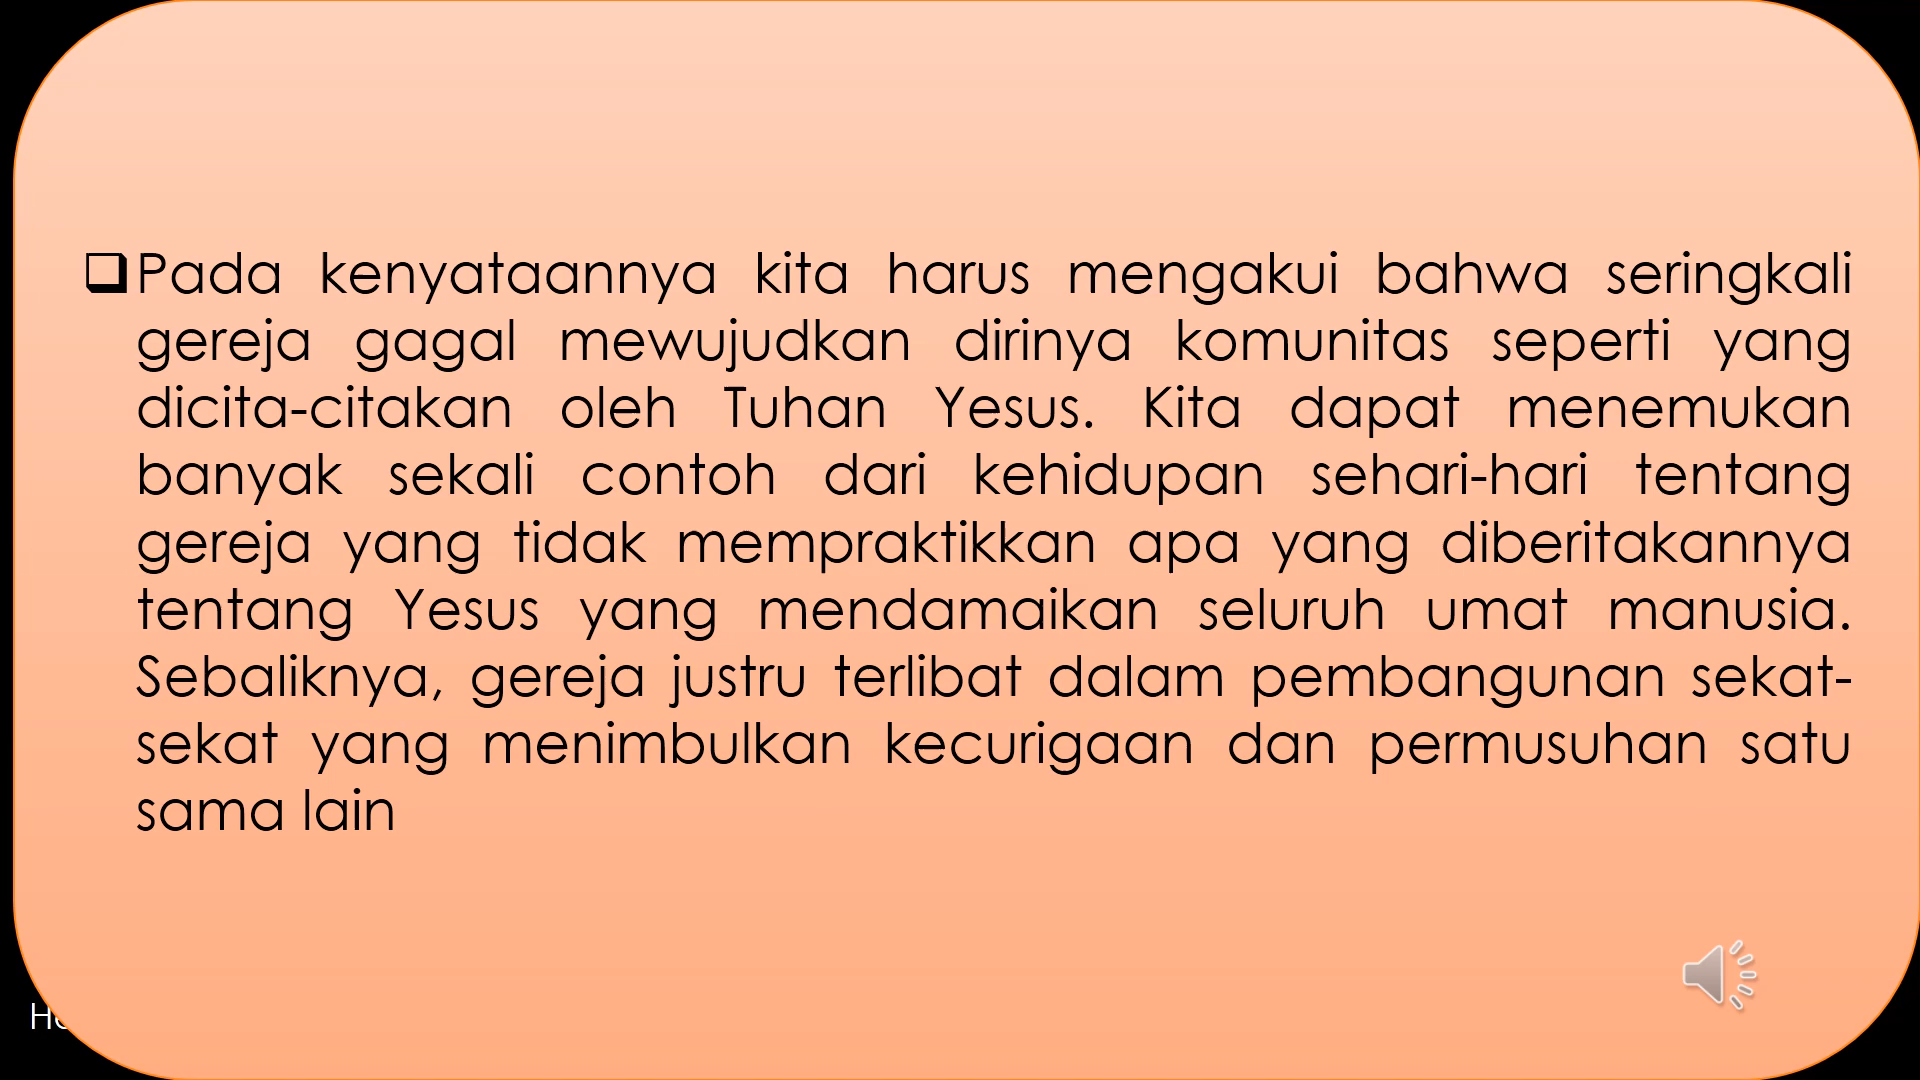 Pada kenyataannya kita harus mengakui bahwa seringkali
gereja gagal mewujudkan dirinya komunitas seperti yang
dicita-citakan oleh Tuhan Yesus. Kita dapat menemukan
banyak sekali contoh dari kehidupan sehari-hari tentang
gereja yang tidak mempraktikkan apa yang diberitakannya
tentang Yesus yang mendamaikan seluruh umat manusia.
Sebaliknya, gereja justru terlibat dalam pembangunan sekat-
sekat yang menimbulkan kecurigaan dan permusuhan satu
sama lain